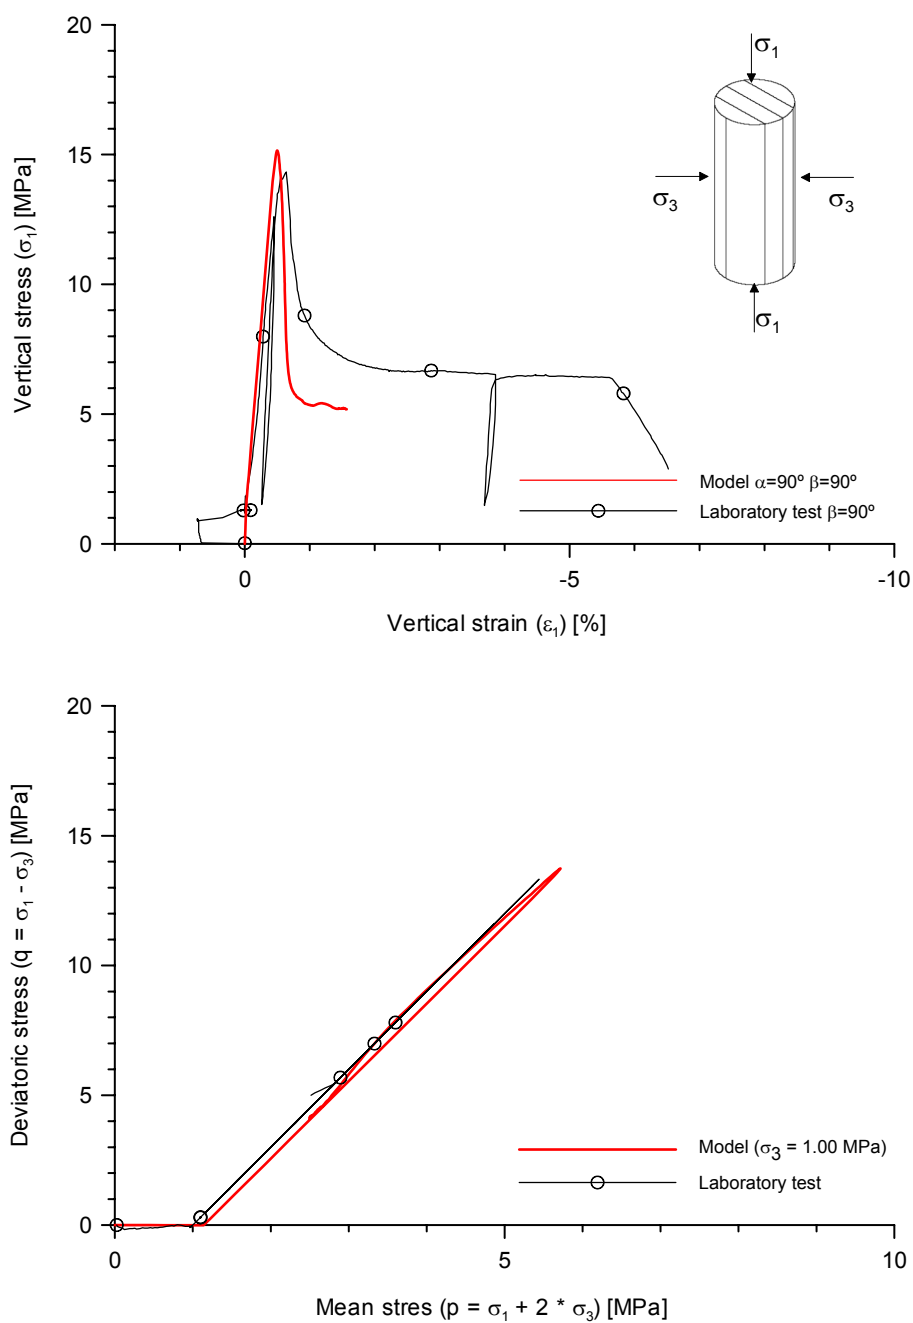 20
15
10
5
0
Vertical stress (σ1) [MPa]
σ1
σ3
σ3
σ1
Model α=90º β=90º
Laboratory test β=90º
0
-5
-10
Vertical strain (ε1) [%]
20
15
10
5
0
Deviatoric stress (q = σ1 - σ3) [MPa]
Model (σ3 = 1.00 MPa)
Laboratory test
0
5
10
Mean stres (p = σ1 + 2 * σ3) [MPa]